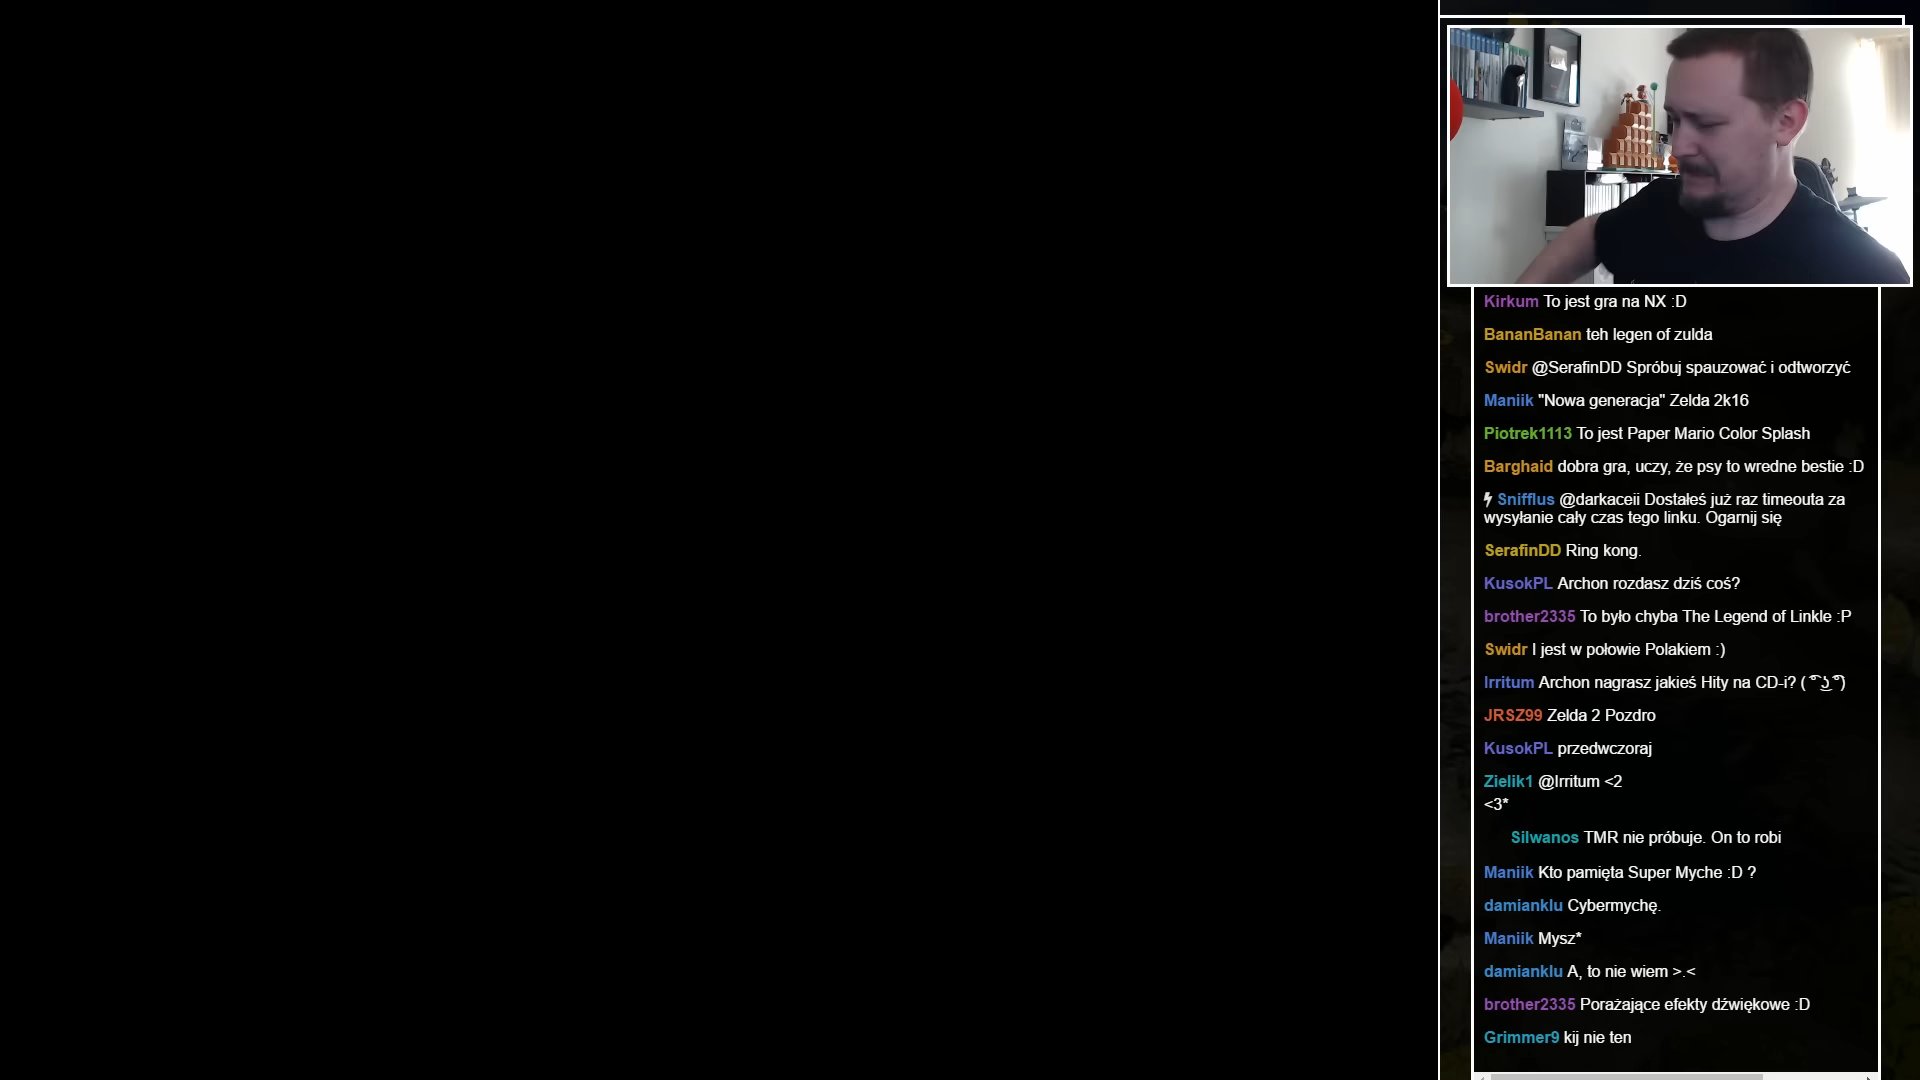 Kirkum To jest gra na NX :D
BananBanan teh legen of zulda
Swidr @SerafinDD Spróbuj spauzować i odtworzyć
Maniik "Nowa generacja" Zelda 2k16
Piotrek1113 To jest Paper Mario Color Splash
Barghaid dobra gra, uczy, że psy to wredne bestie :D
Snifflus @darkaceii Dostałeś już raz timeouta za
wysyłanie cały czas tego linku. Ogarnij się
SerafinDD Ring kong.
KusokPL Archon rozdasz dziś coś?
brother2335 To było chyba The Legend of Linkle :P
Swidr I jest w połowie Polakiem :)
Irritum Archon nagrasz jakieś Hity na CD-i? ( ͡° ͜ʖ ͡°)
JRSZ99 Zelda 2 Pozdro
KusokPL przedwczoraj
Zielik1 @Irritum <2
<3*
Silwanos TMR nie próbuje. On to robi
Maniik Kto pamięta Super Myche :D ?
damianklu Cybermychę.
Maniik Mysz*
damianklu A, to nie wiem >.<
brother2335 Porażające efekty dźwiękowe :D
Grimmer9 kij nie ten